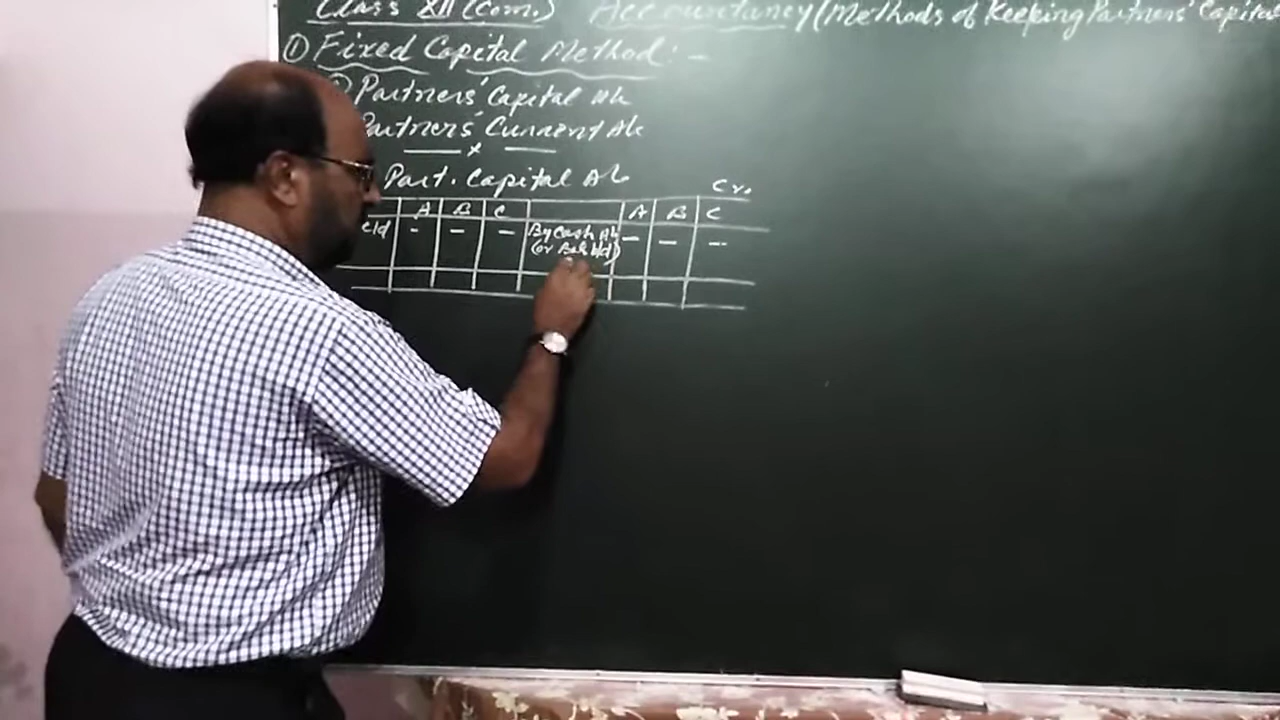 Class XII (Com.) Accountancy (Methods of Keeping Partners' Capital
① Fixed Capital Method:-
Partners' Capital A/c
Partners' Current A/c
x
Part. Capital A/c Cr.
A B C A B C
c/d - - - By Cash A/c - - -
(or Bal b/d)